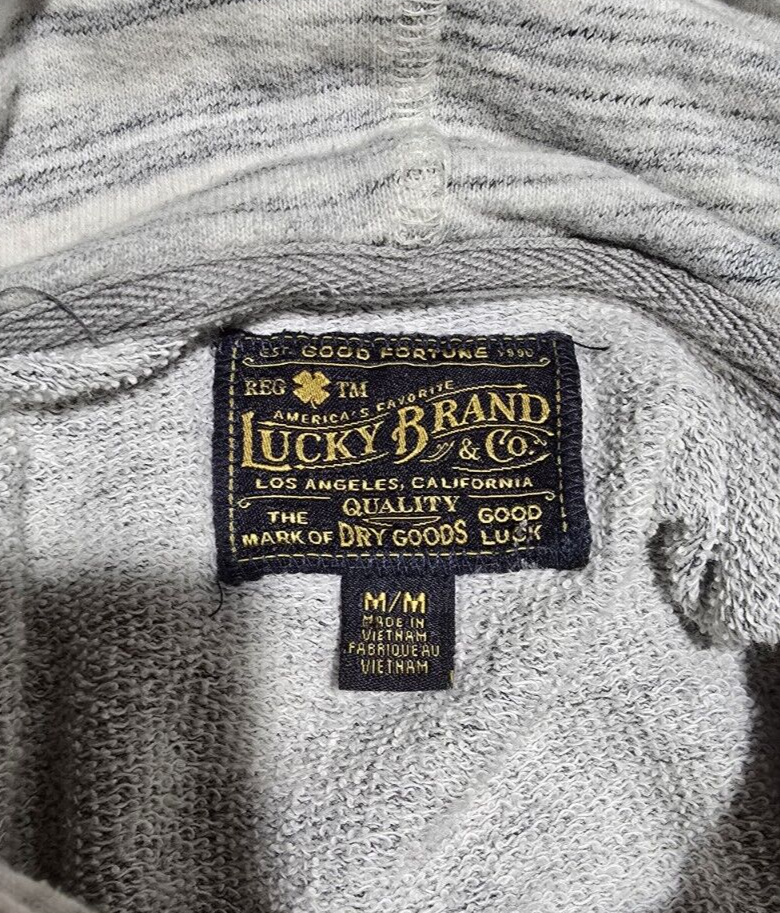 EST. GOOD FORTUNE 1990
REG TM
AMERICA'S FAVORITE
LUCKY BRAND
& CO.
LOS ANGELES, CALIFORNIA
QUALITY
THE MARK OF DRY GOODS GOOD LUCK
M/M
MADE IN
VIETNAM
FABRIQUE AU
VIETNAM